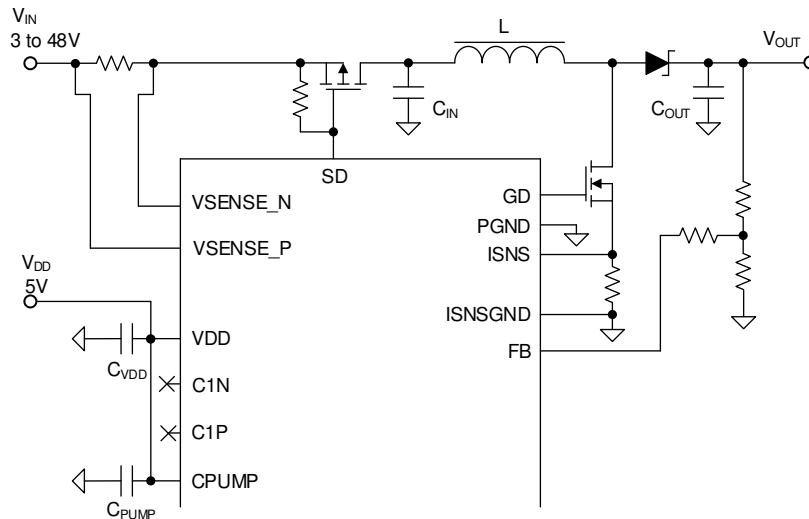 VIN
3 to 48V
L
VOUT
CIN
COUT
SD
GD
VSENSE_N
PGND
VSENSE_P
ISNS
VDD
5V
ISNSGND
VDD
FB
CVDD
C1N
C1P
CPUMP
CPUMP